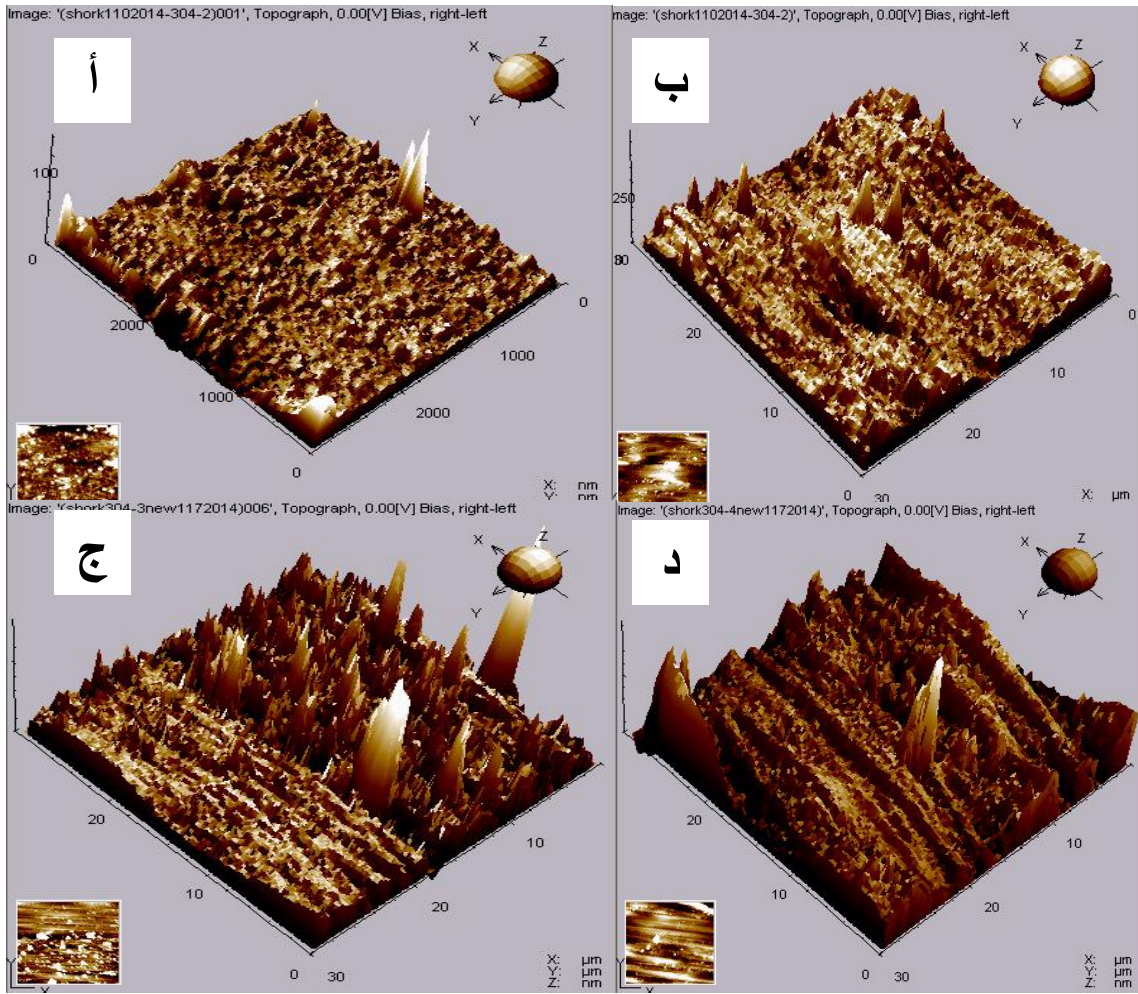 Image: '(shork1102014-304-2)001', Topograph, 0.00[V] Bias, right-left
أ
X
Z
Y
100
0
2000
1000
0
2000
1000
0
X: nm
Y: nm
mage: '(shork1102014-304-2)', Topograph, 0.00[V] Bias, right-left
ب
X
Z
Y
250
20
10
0
30
20
10
0
X: µm
Image: '(shork304-3new1172014)006', Topograph, 0.00[V] Bias, right-left
ج
X
Z
Y
20
10
0
30
20
10
X: µm
Y: µm
Z: nm
X
Image: '(shork304-4new1172014)', Topograph, 0.00[V] Bias, right-left
د
X
Z
Y
20
10
0
30
20
10
X: µm
Y: µm
Z: nm
X